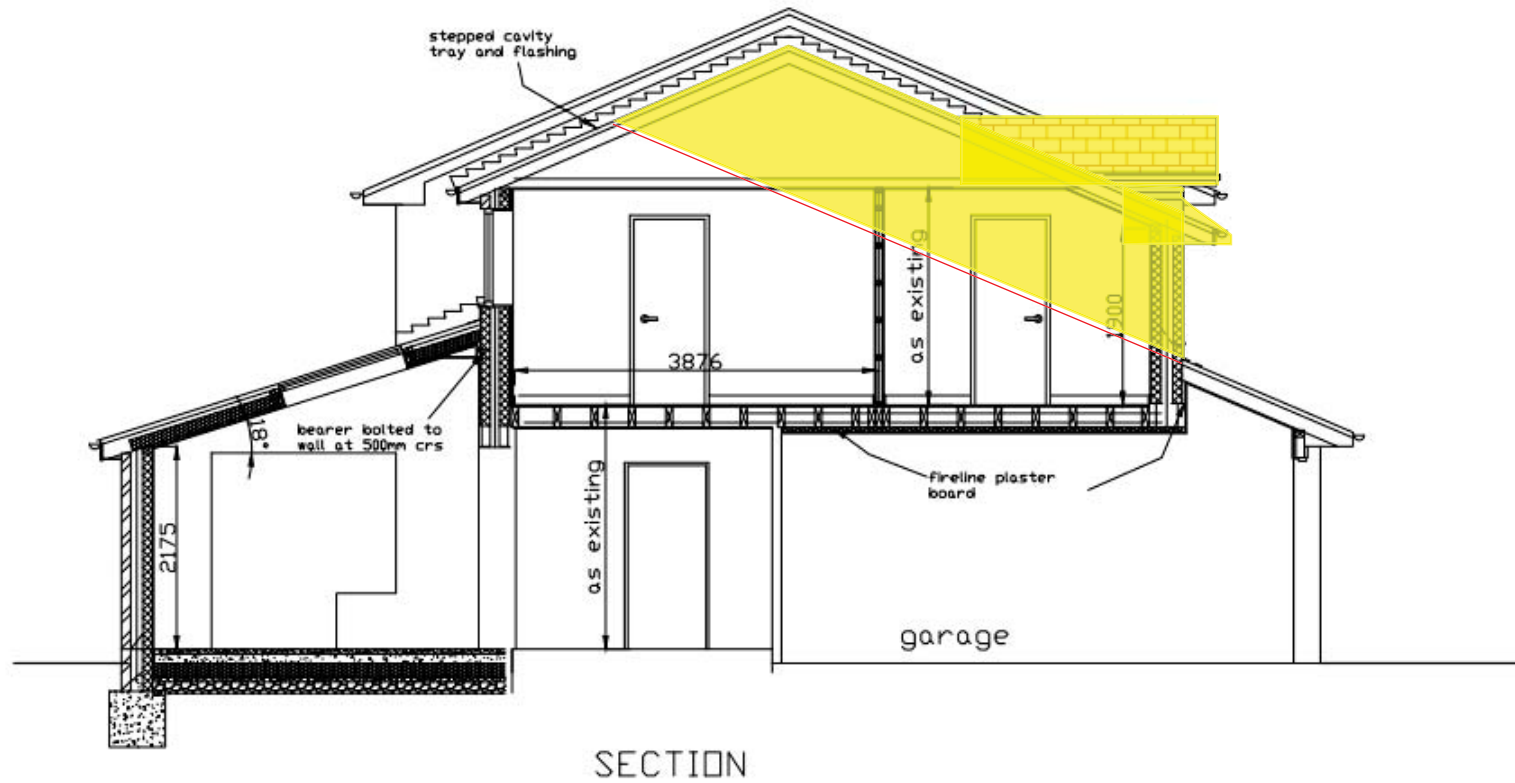 stepped cavity
tray and flashing
as existing
1900
3876
18°
bearer bolted to
wall at 500mm crs
fireline plaster
board
as existing
2175
garage
SECTION